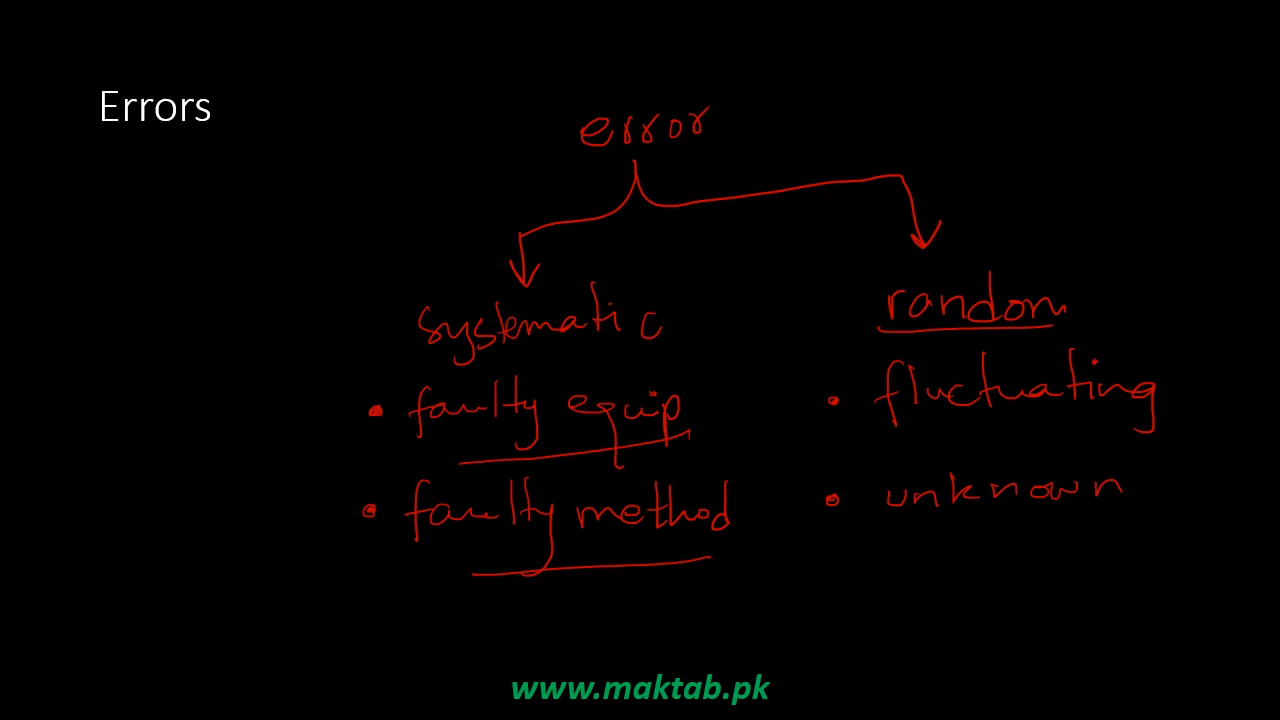 Errors
error
systematic
• faulty equip
• faulty method
random
• fluctuating
• unknown
www.maktab.pk